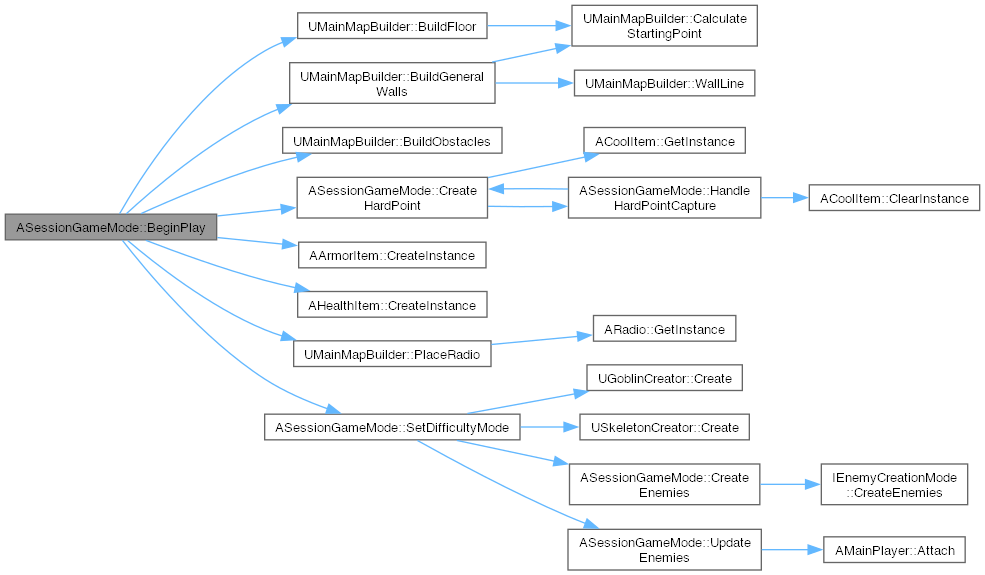 ASessionGameMode::BeginPlay
UMainMapBuilder::BuildFloor
UMainMapBuilder::BuildGeneral
Walls
UMainMapBuilder::BuildObstacles
ASessionGameMode::Create
HardPoint
AArmorItem::CreateInstance
AHealthItem::CreateInstance
UMainMapBuilder::PlaceRadio
ASessionGameMode::SetDifficultyMode
UMainMapBuilder::Calculate
StartingPoint
UMainMapBuilder::WallLine
ACoolItem::GetInstance
ASessionGameMode::Handle
HardPointCapture
ARadio::GetInstance
UGoblinCreator::Create
USkeletonCreator::Create
ASessionGameMode::Create
Enemies
ASessionGameMode::Update
Enemies
ACoolItem::ClearInstance
IEnemyCreationMode
::CreateEnemies
AMainPlayer::Attach